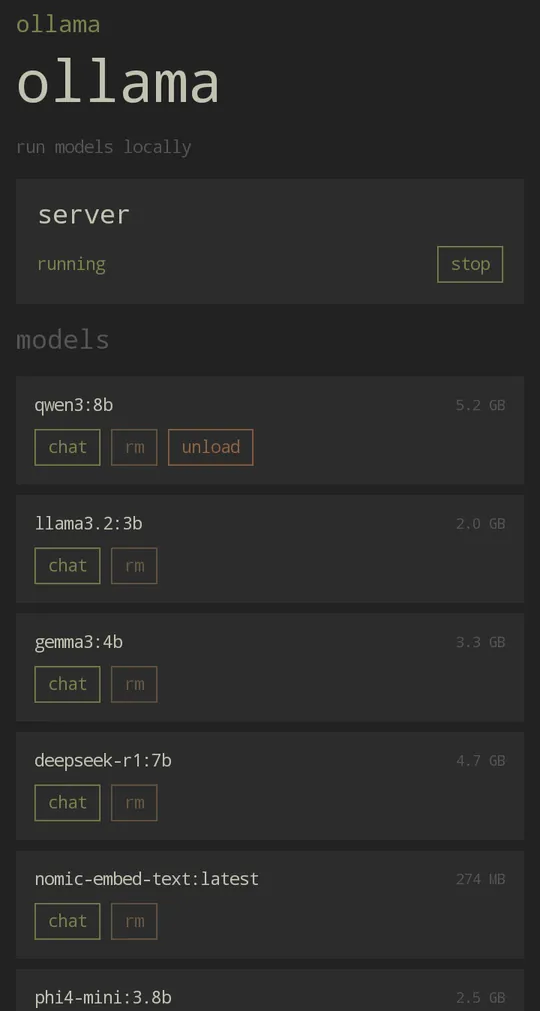 ollama
ollama
run models locally
server
running stop
models
qwen3:8b 5.2 GB
chat rm unload
llama3.2:3b 2.0 GB
chat rm
gemma3:4b 3.3 GB
chat rm
deepseek-r1:7b 4.7 GB
chat rm
nomic-embed-text:latest 274 MB
chat rm
phi4-mini:3.8b 2.5 GB